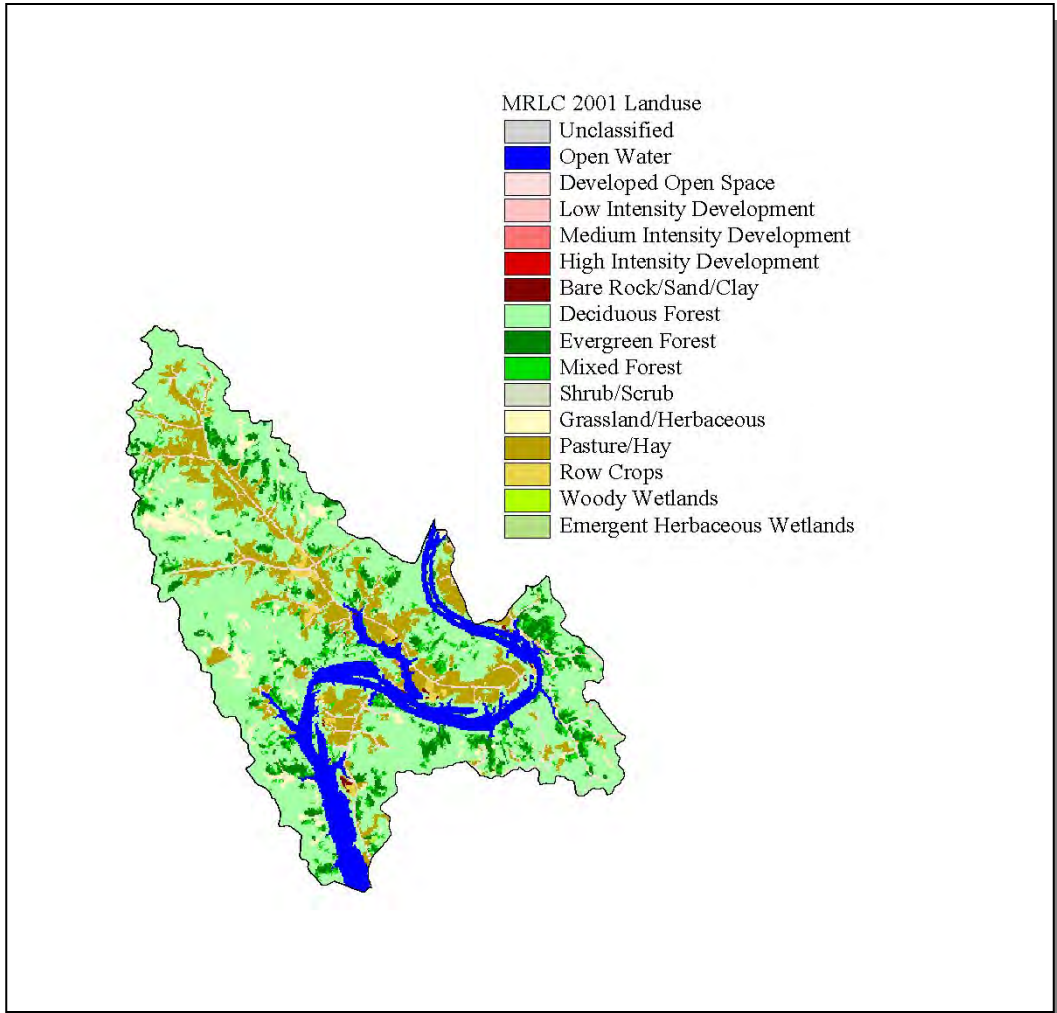 MRLC 2001 Landuse
Unclassified
Open Water
Developed Open Space
Low Intensity Development
Medium Intensity Development
High Intensity Development
Bare Rock/Sand/Clay
Deciduous Forest
Evergreen Forest
Mixed Forest
Shrub/Scrub
Grassland/Herbaceous
Pasture/Hay
Row Crops
Woody Wetlands
Emergent Herbaceous Wetlands